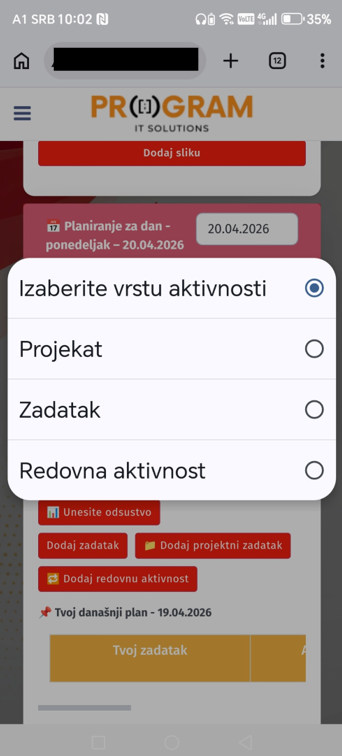 A1 SRB 10:02
VoLTE 4G 35%
12
PR{:}GRAM
IT SOLUTIONS
Dodaj sliku
Planiranje za dan -
ponedeljak – 20.04.2026
20.04.2026
Izaberite vrstu aktivnosti
Projekat
Zadatak
Redovna aktivnost
Unesite odsustvo
Dodaj zadatak
Dodaj projektni zadatak
Dodaj redovnu aktivnost
Tvoj današnji plan - 19.04.2026
Tvoj zadatak